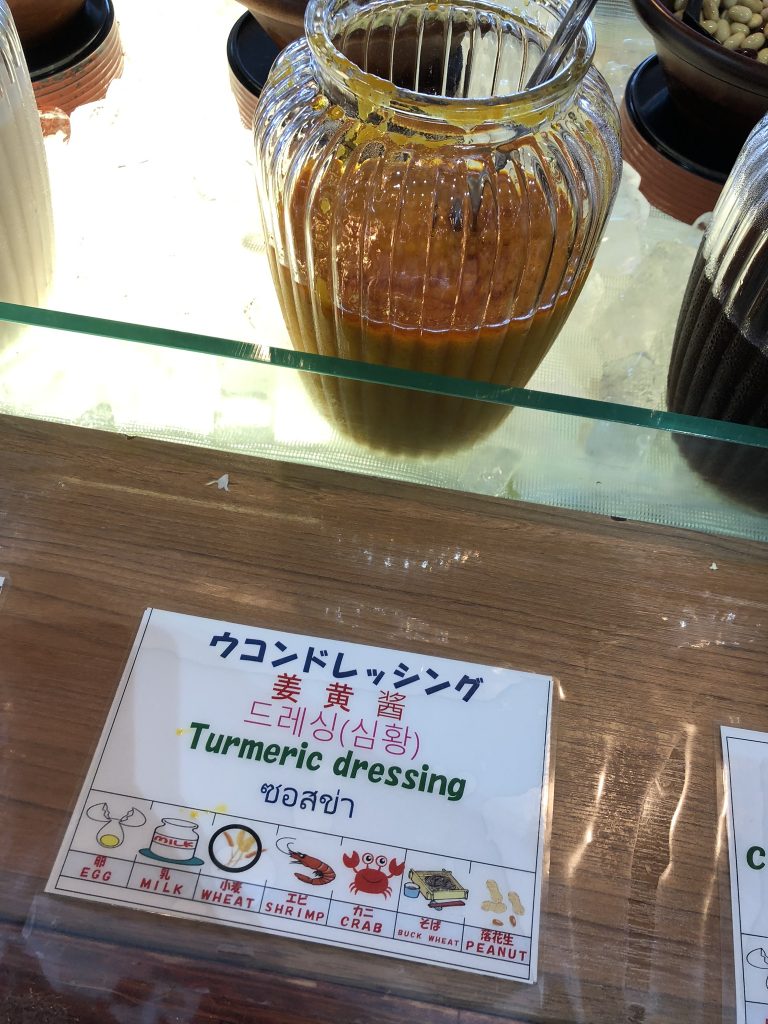 ウコンドレッシング
姜黄酱
드레싱(심황)
Turmeric dressing
ซอสข่า
MILK
卵 乳 小麦 エビ カニ そば 落花生
EGG MILK WHEAT SHRIMP CRAB BUCK WHEAT PEANUT
C